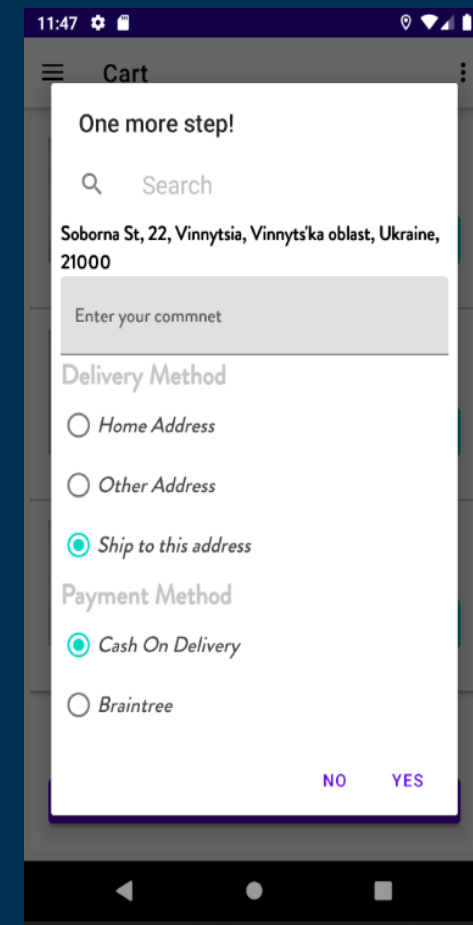 11:47
Cart
One more step!
Search
Soborna St, 22, Vinnytsia, Vinnyts'ka oblast, Ukraine,
21000
Enter your commnet
Delivery Method
Home Address
Other Address
Ship to this address
Payment Method
Cash On Delivery
Braintree
NO YES